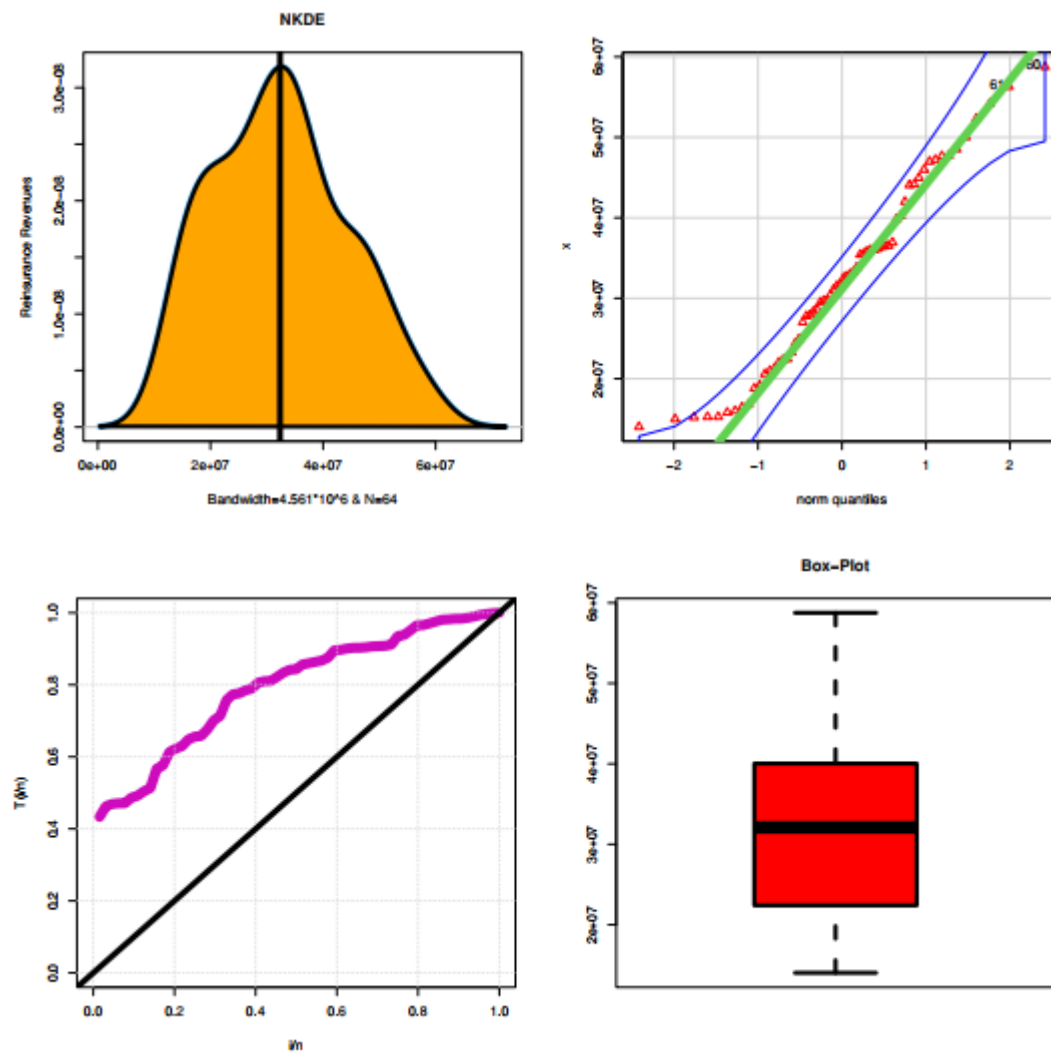 NKDE
Reinsurance Revenues
3.0e-08
2.0e-08
1.0e-08
0.0e+00
0e+00 2e+07 4e+07 6e+07
Bandwidth=4.561*10^6 & N=64
x
6e+07
5e+07
4e+07
3e+07
2e+07
61
60
-2 -1 0 1 2
norm quantiles
T(i/n)
1.0
0.8
0.6
0.4
0.2
0.0
0.0 0.2 0.4 0.6 0.8 1.0
i/n
Box-Plot
6e+07
5e+07
4e+07
3e+07
2e+07